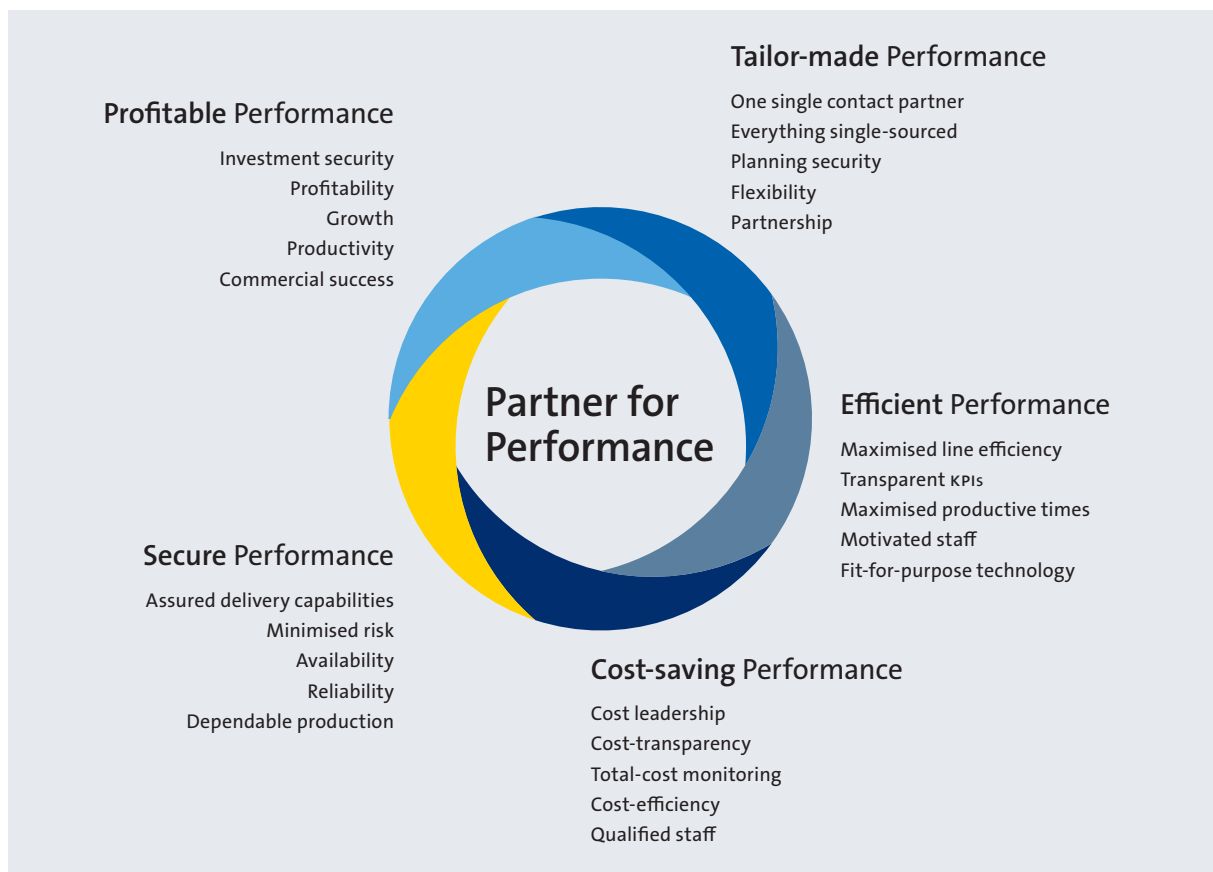 Tailor-made Performance
One single contact partner
Everything single-sourced
Planning security
Flexibility
Partnership
Profitable Performance
Investment security
Profitability
Growth
Productivity
Commercial success
Partner for
Performance
Efficient Performance
Maximised line efficiency
Transparent KPIs
Maximised productive times
Motivated staff
Fit-for-purpose technology
Secure Performance
Assured delivery capabilities
Minimised risk
Availability
Reliability
Dependable production
Cost-saving Performance
Cost leadership
Cost-transparency
Total-cost monitoring
Cost-efficiency
Qualified staff